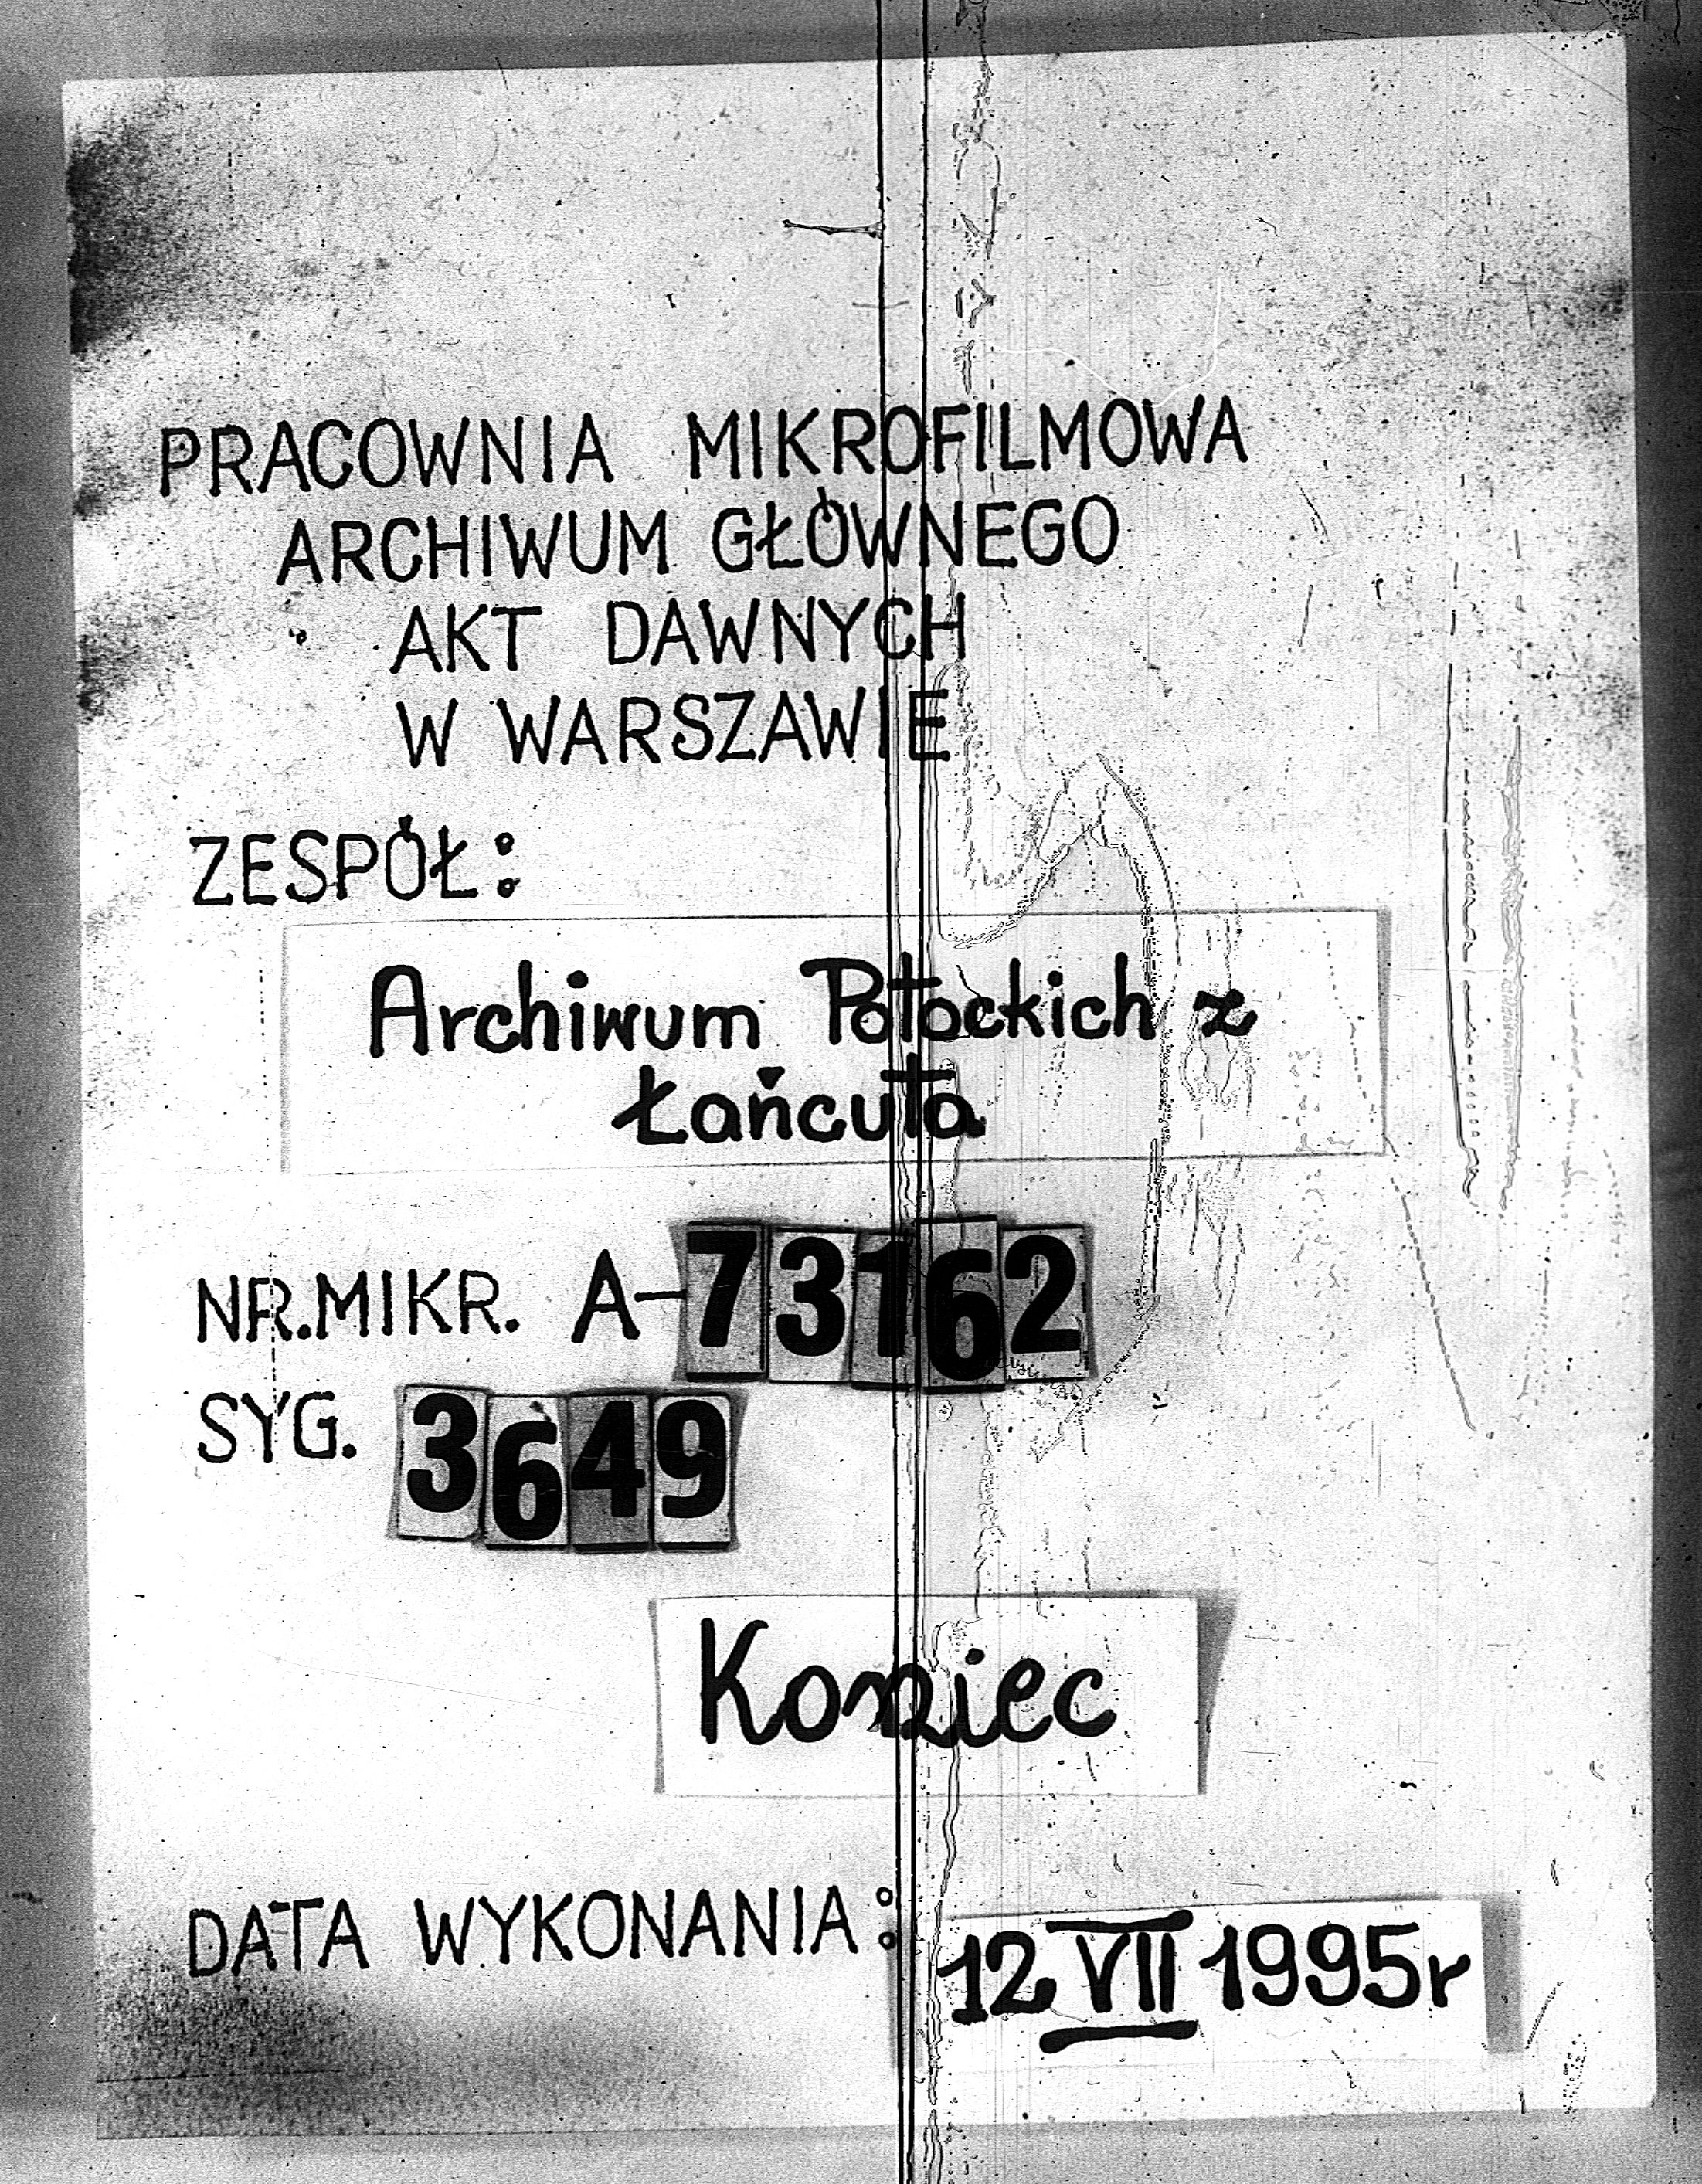 PRACOWNIA MIKROFILMOWA
ARCHIWUM GŁÓWNEGO
AKT DAWNYCH
W WARSZAWIE
ZESPÓŁ:
Archiwum Potockich z
Łańcuta
NR.MIKR. A-73162
SYG. 3649
Koniec
DATA WYKONANIA: 12 VII 1995r